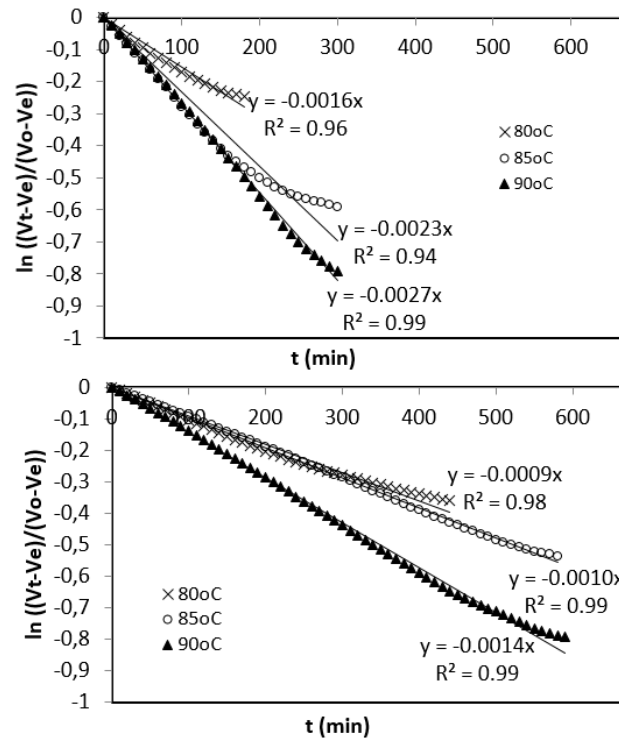 0
0 100 200 300 400 500 600
-0,1
-0,2
-0,3
-0,4
-0,5
-0,6
-0,7
-0,8
-0,9
-1
ln ((Vt-Ve)/(Vo-Ve))
y = -0.0016x
R² = 0.96
80oC
85oC
90oC
y = -0.0023x
R² = 0.94
y = -0.0027x
R² = 0.99
t (min)
0
0 100 200 300 400 500 600
-0,1
-0,2
-0,3
-0,4
-0,5
-0,6
-0,7
-0,8
-0,9
-1
ln ((Vt-Ve)/(Vo-Ve))
y = -0.0009x
R² = 0.98
y = -0.0010x
R² = 0.99
80oC
85oC
90oC
y = -0.0014x
R² = 0.99
t (min)